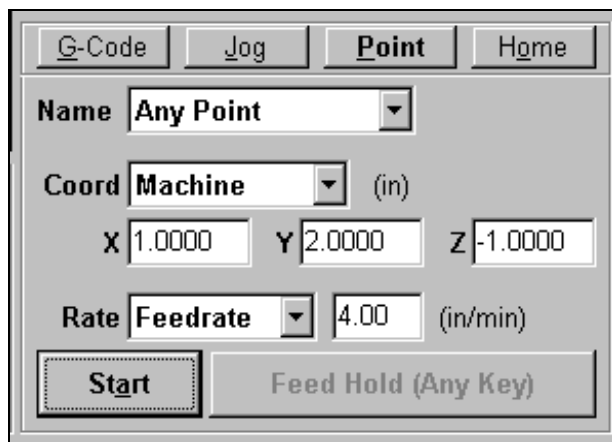 G-Code Jog Point Home
Name Any Point
Coord Machine (in)
X 1.0000 Y 2.0000 Z -1.0000
Rate Feedrate 4.00 (in/min)
Start Feed Hold (Any Key)